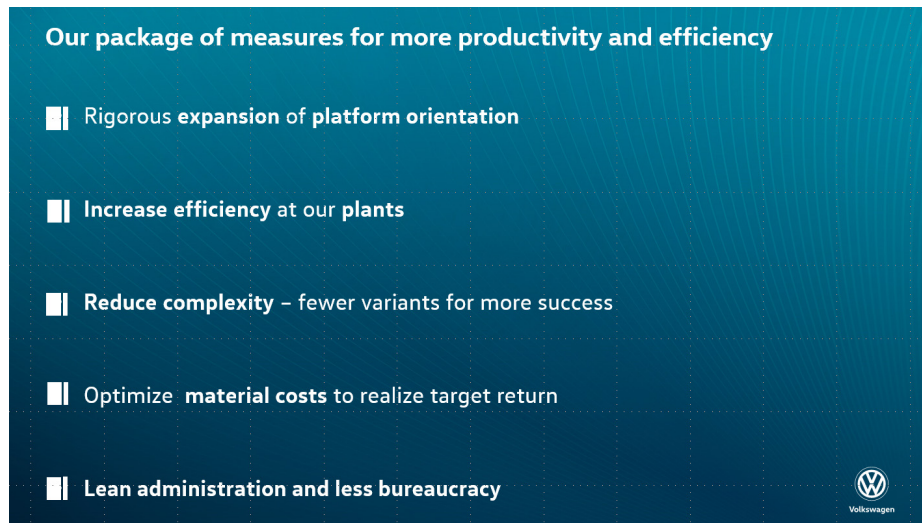 Our package of measures for more productivity and efficiency
Rigorous expansion of platform orientation
Increase efficiency at our plants
Reduce complexity – fewer variants for more success
Optimize material costs to realize target return
Lean administration and less bureaucracy
Volkswagen